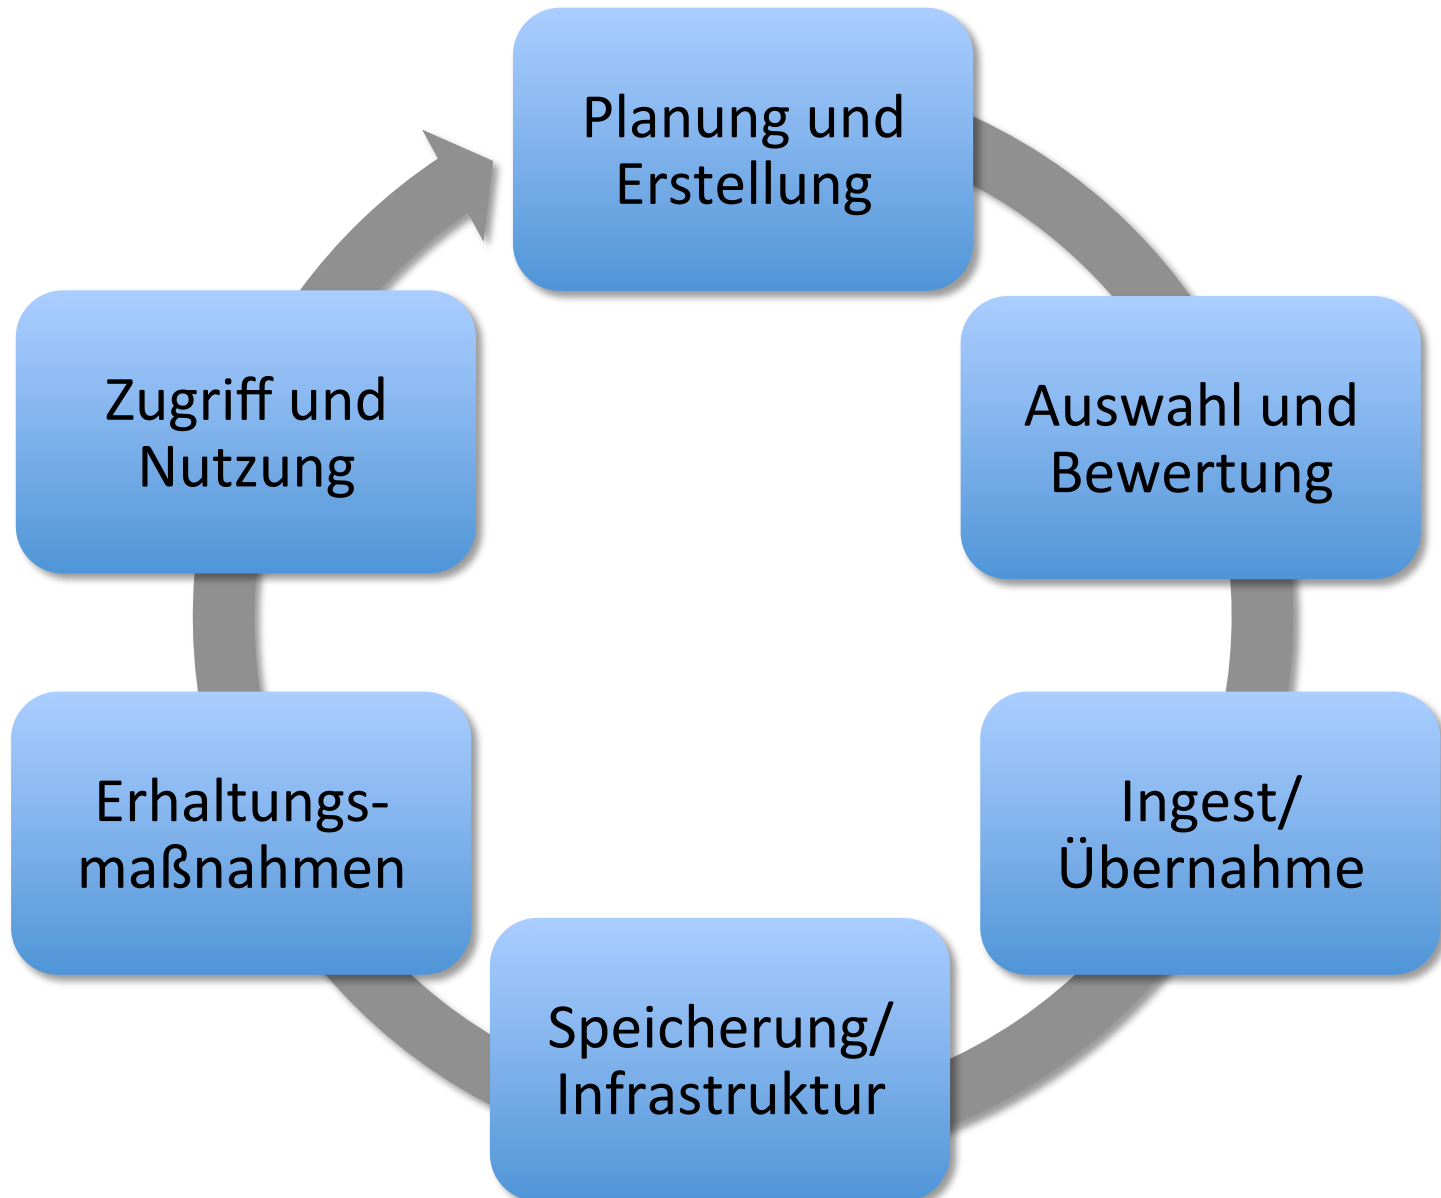 Planung und
Erstellung
Auswahl und
Bewertung
Ingest/
Übernahme
Speicherung/
Infrastruktur
Erhaltungs-
maßnahmen
Zugriff und
Nutzung